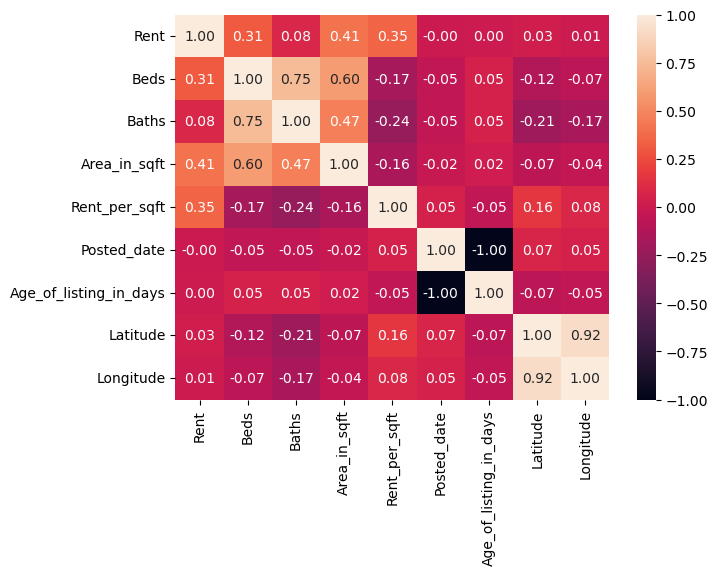 Rent 1.00 0.31 0.08 0.41 0.35 -0.00 0.00 0.03 0.01
Beds 0.31 1.00 0.75 0.60 -0.17 -0.05 0.05 -0.12 -0.07
Baths 0.08 0.75 1.00 0.47 -0.24 -0.05 0.05 -0.21 -0.17
Area_in_sqft 0.41 0.60 0.47 1.00 -0.16 -0.02 0.02 -0.07 -0.04
Rent_per_sqft 0.35 -0.17 -0.24 -0.16 1.00 0.05 -0.05 0.16 0.08
Posted_date -0.00 -0.05 -0.05 -0.02 0.05 1.00 -1.00 0.07 0.05
Age_of_listing_in_days 0.00 0.05 0.05 0.02 -0.05 -1.00 1.00 -0.07 -0.05
Latitude 0.03 -0.12 -0.21 -0.07 0.16 0.07 -0.07 1.00 0.92
Longitude 0.01 -0.07 -0.17 -0.04 0.08 0.05 -0.05 0.92 1.00
Rent
Beds
Baths
Area_in_sqft
Rent_per_sqft
Posted_date
Age_of_listing_in_days
Latitude
Longitude
1.00
0.75
0.50
0.25
0.00
−0.25
−0.50
−0.75
−1.00